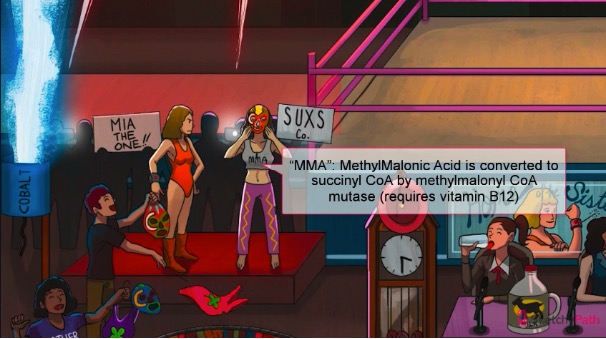 MIA
THE
ONE!!
SUXS
Co.
MMA
"MMA": MethylMalonic Acid is converted to
succinyl CoA by methylmalonyl CoA
mutase (requires vitamin B12)
COBALT
Siste
Path